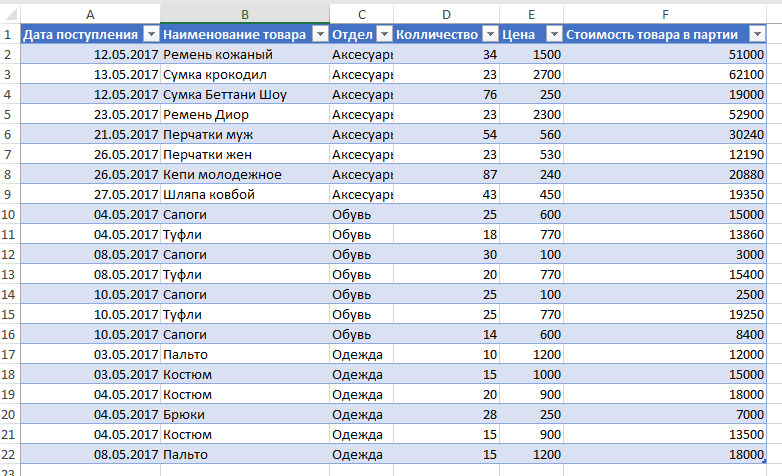 A B C D E F
1 Дата поступления Наименование товара Отдел Колличество Цена Стоимость товара в партии
2 12.05.2017 Ремень кожаный Аксесуары 34 1500 51000
3 13.05.2017 Сумка крокодил Аксесуары 23 2700 62100
4 12.05.2017 Сумка Беттани Шоу Аксесуары 76 250 19000
5 23.05.2017 Ремень Диор Аксесуары 23 2300 52900
6 21.05.2017 Перчатки муж Аксесуары 54 560 30240
7 26.05.2017 Перчатки жен Аксесуары 23 530 12190
8 26.05.2017 Кепи молодежное Аксесуары 87 240 20880
9 27.05.2017 Шляпа ковбой Аксесуары 43 450 19350
10 04.05.2017 Сапоги Обувь 25 600 15000
11 04.05.2017 Туфли Обувь 18 770 13860
12 08.05.2017 Сапоги Обувь 30 100 3000
13 08.05.2017 Туфли Обувь 20 770 15400
14 10.05.2017 Сапоги Обувь 25 100 2500
15 10.05.2017 Туфли Обувь 25 770 19250
16 10.05.2017 Сапоги Обувь 14 600 8400
17 03.05.2017 Пальто Одежда 10 1200 12000
18 03.05.2017 Костюм Одежда 15 1000 15000
19 04.05.2017 Костюм Одежда 20 900 18000
20 04.05.2017 Брюки Одежда 28 250 7000
21 04.05.2017 Костюм Одежда 15 900 13500
22 08.05.2017 Пальто Одежда 15 1200 18000
23